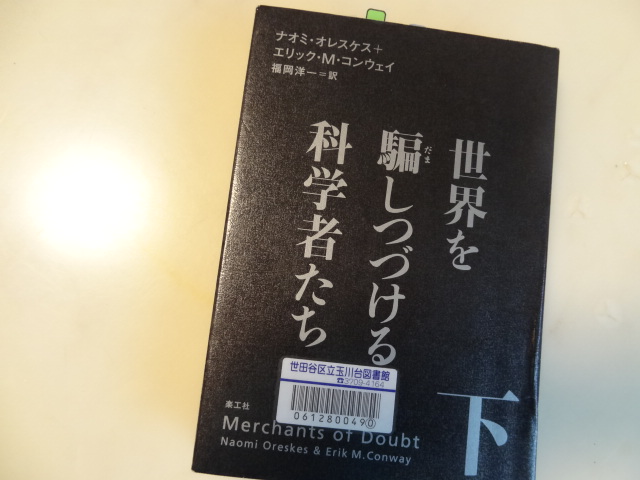 ナオミ・オレスケス+
エリック・M・コンウェイ
福岡洋一=訳
世界を
騙しつづける
だま
科学者たち
下
世田谷区立玉川台図書館
☎3709-4164
0612800490
楽工社
Merchants of Doubt
Naomi Oreskes & Erik M.Conway